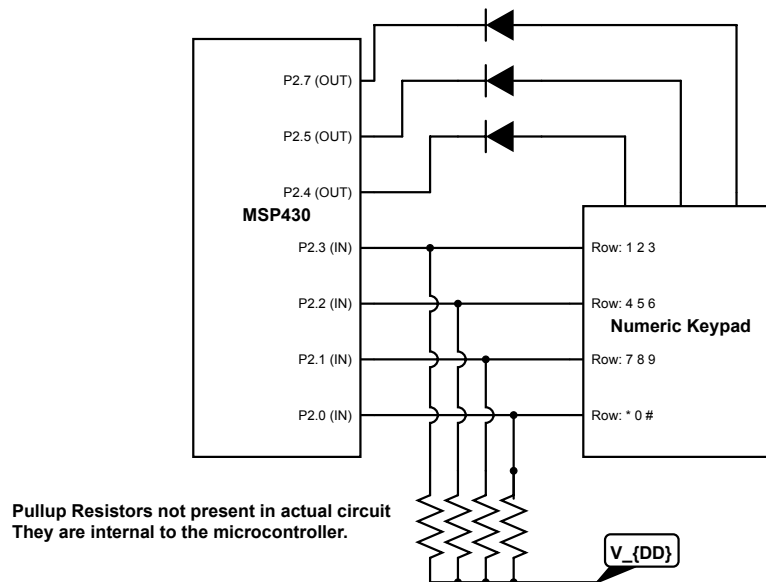 P2.7 (OUT)
P2.5 (OUT)
P2.4 (OUT)
MSP430
P2.3 (IN)
Row: 1 2 3
P2.2 (IN)
Row: 4 5 6
Numeric Keypad
P2.1 (IN)
Row: 7 8 9
P2.0 (IN)
Row: * 0 #
Pullup Resistors not present in actual circuit
They are internal to the microcontroller.
V_{DD}